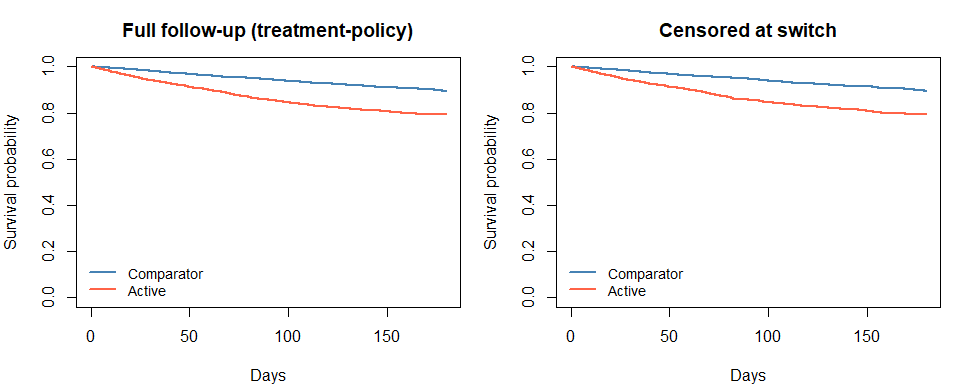 Full follow-up (treatment-policy)
Survival probability
1.0
0.8
0.6
0.4
0.2
0.0
Comparator
Active
0 50 100 150
Days
Censored at switch
Survival probability
1.0
0.8
0.6
0.4
0.2
0.0
Comparator
Active
0 50 100 150
Days